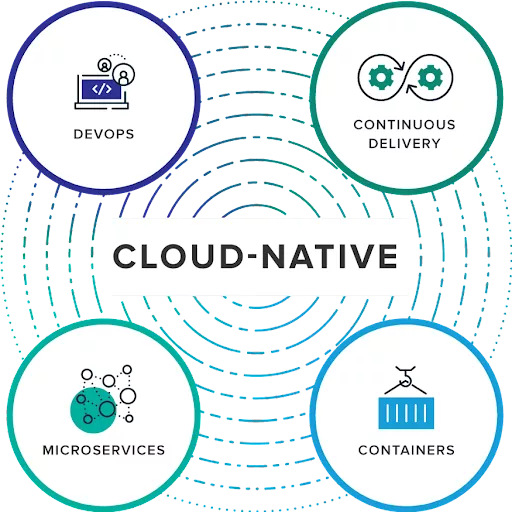 </>
DEVOPS
CONTINUOUS
DELIVERY
CLOUD-NATIVE
MICROSERVICES
CONTAINERS